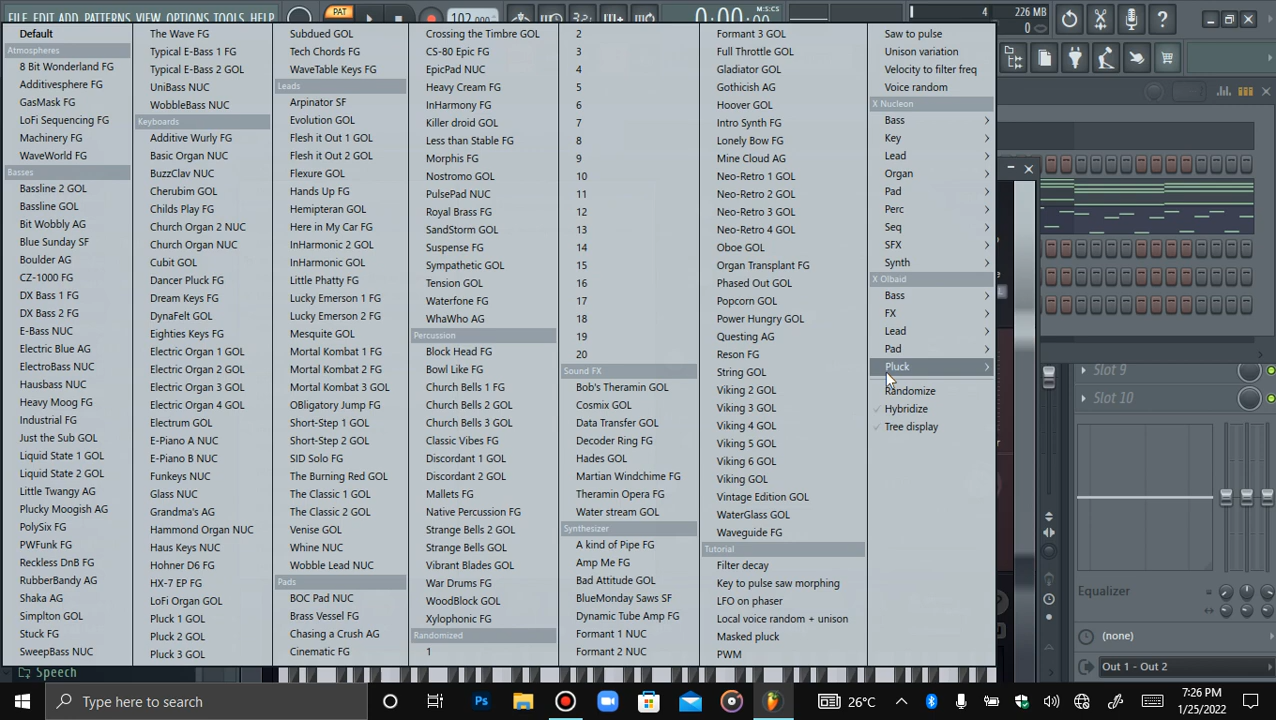 FILE EDIT ADD PATTERNS VIEW OPTIONS TOOLS HELP
PAT
102.000
0:00:00
M:S:CS
4
226 MB
0
Default
Atmospheres
8 Bit Wonderland FG
Additivesphere FG
GasMask FG
LoFi Sequencing FG
Machinery FG
WaveWorld FG
Basses
Bassline 2 GOL
Bassline GOL
Bit Wobbly AG
Blue Sunday SF
Boulder AG
CZ-1000 FG
DX Bass 1 FG
DX Bass 2 FG
E-Bass NUC
Electric Blue AG
ElectroBass NUC
Hausbass NUC
Heavy Moog FG
Industrial FG
Just the Sub GOL
Liquid State 1 GOL
Liquid State 2 GOL
Little Twangy AG
Plucky Moogish AG
PolySix FG
PWFunk FG
Reckless DnB FG
RubberBandy AG
Shaka AG
Simplton GOL
Stuck FG
SweepBass NUC
The Wave FG
Typical E-Bass 1 FG
Typical E-Bass 2 GOL
UniBass NUC
WobbleBass NUC
Keyboards
Additive Wurly FG
Basic Organ NUC
BuzzClav NUC
Cherubim GOL
Childs Play FG
Church Organ 2 NUC
Church Organ NUC
Cubit GOL
Dancer Pluck FG
Dream Keys FG
DynaFelt GOL
Eighties Keys FG
Electric Organ 1 GOL
Electric Organ 2 GOL
Electric Organ 3 GOL
Electric Organ 4 GOL
Electrum GOL
E-Piano A NUC
E-Piano B NUC
Funkeys NUC
Glass NUC
Grandma's AG
Hammond Organ NUC
Haus Keys NUC
Hohner D6 FG
HX-7 EP FG
LoFi Organ GOL
Pluck 1 GOL
Pluck 2 GOL
Pluck 3 GOL
Subdued GOL
Tech Chords FG
WaveTable Keys FG
Leads
Arpinator SF
Evolution GOL
Flesh it Out 1 GOL
Flesh it Out 2 GOL
Flexure GOL
Hands Up FG
Hemipteran GOL
Here in My Car FG
InHarmonic 2 GOL
InHarmonic GOL
Little Phatty FG
Lucky Emerson 1 FG
Lucky Emerson 2 FG
Mesquite GOL
Mortal Kombat 1 FG
Mortal Kombat 2 FG
Mortal Kombat 3 GOL
OBligatory Jump FG
Short-Step 1 GOL
Short-Step 2 GOL
SID Solo FG
The Burning Red GOL
The Classic 1 GOL
The Classic 2 GOL
Venise GOL
Whine NUC
Wobble Lead NUC
Pads
BOC Pad NUC
Brass Vessel FG
Chasing a Crush AG
Cinematic FG
Crossing the Timbre GOL
CS-80 Epic FG
EpicPad NUC
Heavy Cream FG
InHarmony FG
Killer droid GOL
Less than Stable FG
Morphis FG
Nostromo GOL
PulsePad NUC
Royal Brass FG
SandStorm GOL
Suspense FG
Sympathetic GOL
Tension GOL
Waterfone FG
WhaWho AG
Percussion
Block Head FG
Bowl Like FG
Church Bells 1 FG
Church Bells 2 GOL
Church Bells 3 GOL
Classic Vibes FG
Discordant 1 GOL
Discordant 2 GOL
Mallets FG
Native Percussion FG
Strange Bells 2 GOL
Strange Bells GOL
Vibrant Blades GOL
War Drums FG
WoodBlock GOL
Xylophonic FG
Randomized
1
2
3
4
5
6
7
8
9
10
11
12
13
14
15
16
17
18
19
20
Sound FX
Bob's Theramin GOL
Cosmix GOL
Data Transfer GOL
Decoder Ring FG
Hades GOL
Martian Windchime FG
Theramin Opera FG
Water stream GOL
Synthesizer
A kind of Pipe FG
Amp Me FG
Bad Attitude GOL
BlueMonday Saws SF
Dynamic Tube Amp FG
Formant 1 NUC
Formant 2 NUC
Formant 3 GOL
Full Throttle GOL
Gladiator GOL
Gothicish AG
Hoover GOL
Intro Synth FG
Lonely Bow FG
Mine Cloud AG
Neo-Retro 1 GOL
Neo-Retro 2 GOL
Neo-Retro 3 GOL
Neo-Retro 4 GOL
Oboe GOL
Organ Transplant FG
Phased Out GOL
Popcorn GOL
Power Hungry GOL
Questing AG
Reson FG
String GOL
Viking 2 GOL
Viking 3 GOL
Viking 4 GOL
Viking 5 GOL
Viking 6 GOL
Viking GOL
Vintage Edition GOL
WaterGlass GOL
Waveguide FG
Tutorial
Filter decay
Key to pulse saw morphing
LFO on phaser
Local voice random + unison
Masked pluck
PWM
Saw to pulse
Unison variation
Velocity to filter freq
Voice random
X Nucleon
Bass
Key
Lead
Organ
Pad
Perc
Seq
SFX
Synth
X Olbaid
Bass
FX
Lead
Pad
Pluck
Randomize
Hybridize
Tree display
Slot 9
Slot 10
Equalizer
(none)
Out 1 - Out 2
Speech
Type here to search
Ps
26°C
7:26 PM
1/25/2022